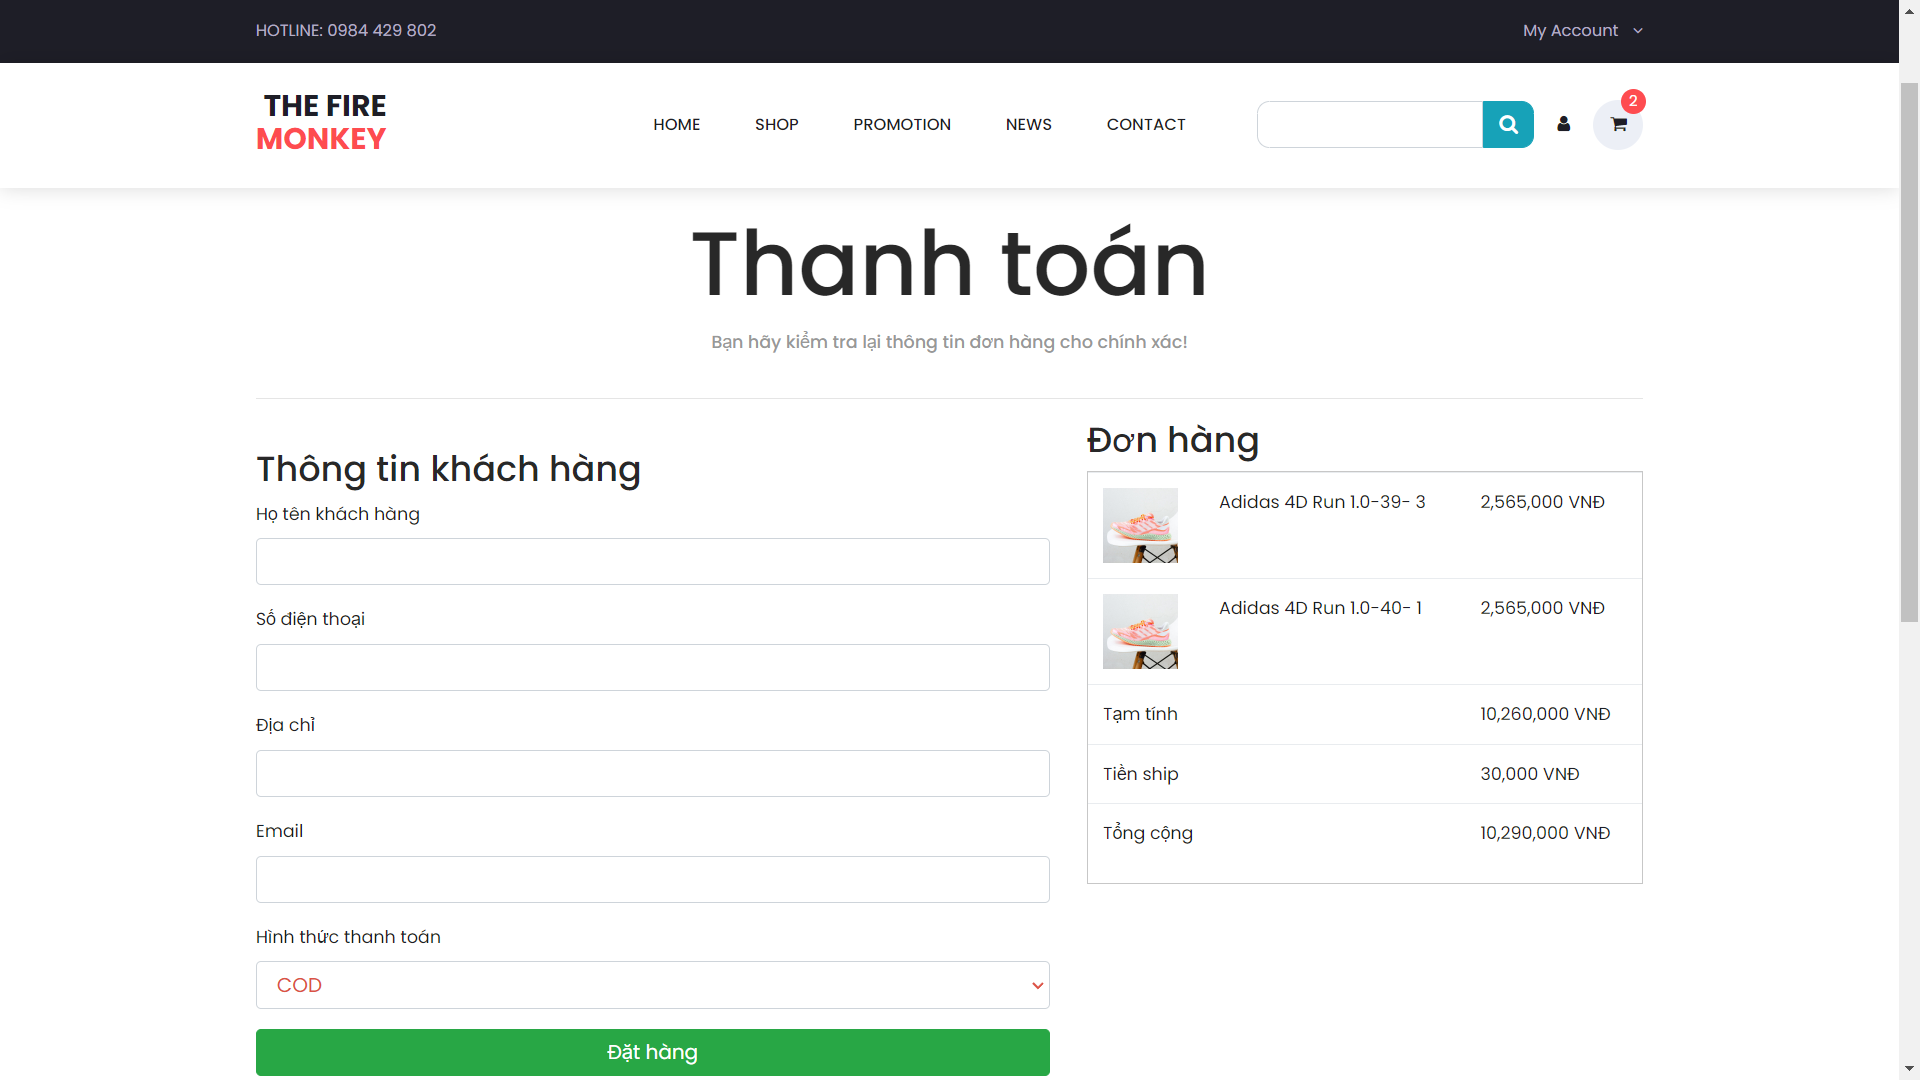 HOTLINE: 0984 429 802
My Account
THE FIRE
MONKEY
HOME
SHOP
PROMOTION
NEWS
CONTACT
2
Thanh toán
Bạn hãy kiểm tra lại thông tin đơn hàng cho chính xác!
Thông tin khách hàng
Họ tên khách hàng
Số điện thoại
Địa chỉ
Email
Hình thức thanh toán
COD
Đặt hàng
Đơn hàng
Adidas 4D Run 1.0-39- 3 2,565,000 VNĐ
Adidas 4D Run 1.0-40- 1 2,565,000 VNĐ
Tạm tính 10,260,000 VNĐ
Tiền ship 30,000 VNĐ
Tổng cộng 10,290,000 VNĐ